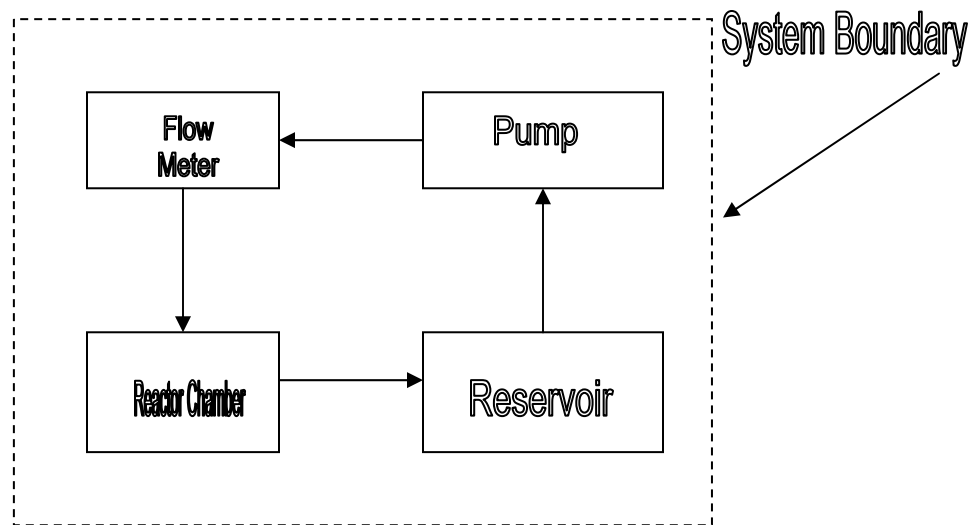 System Boundary
Flow
Meter
Pump
Reactor Chamber
Reservoir